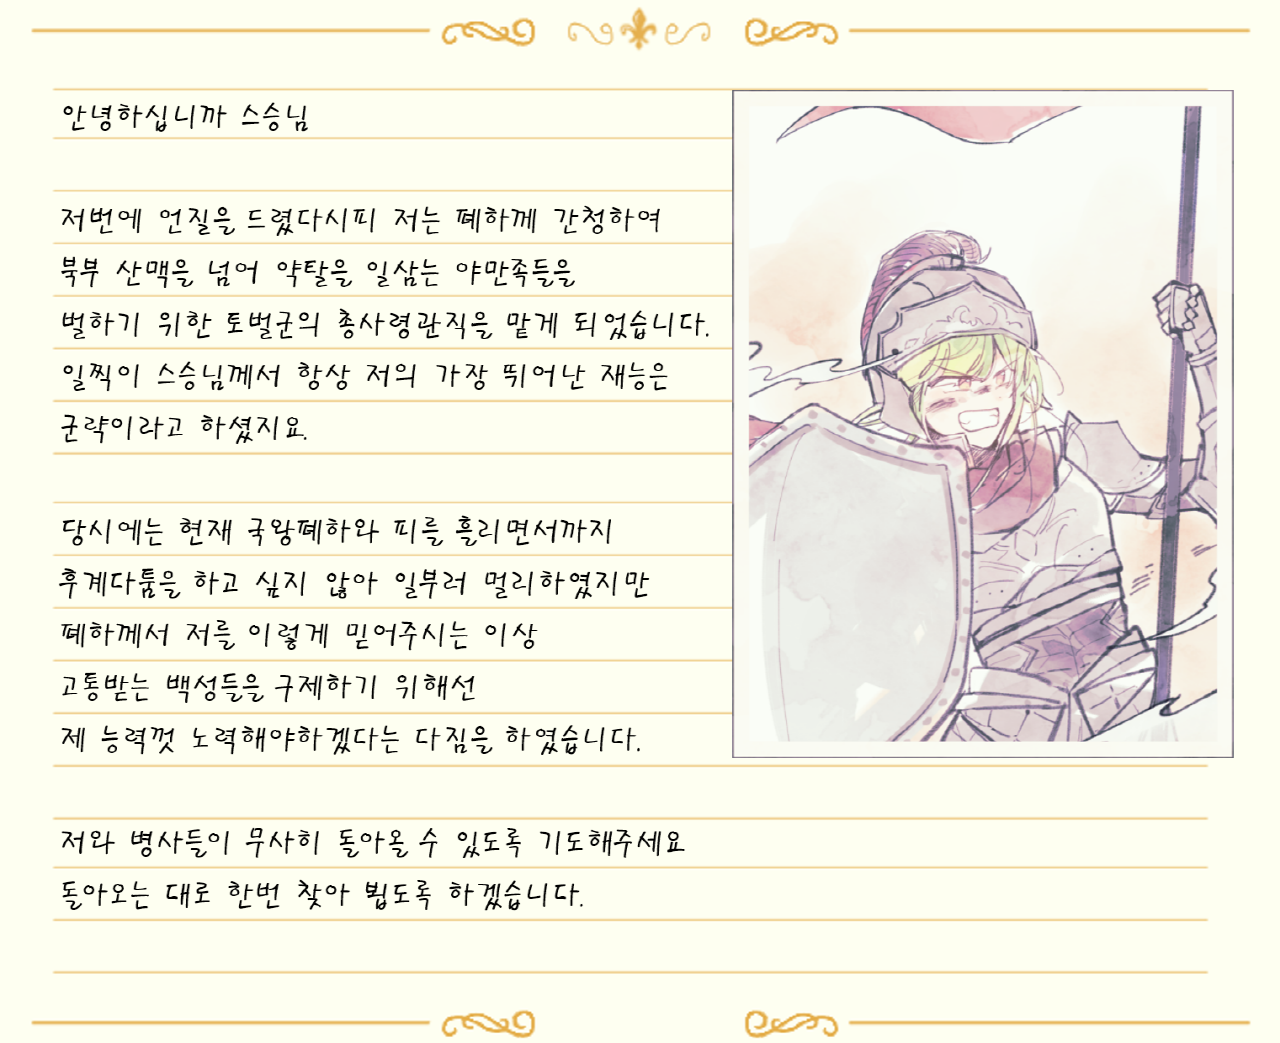 안녕하십니까 스승님
저번에 언질을 드렸다시피 저는 폐하께 간청하여
북부 산맥을 넘어 약탈을 일삼는 야만족들을
벌하기 위한 토벌군의 총사령관직을 맡게 되었습니다.
일찍이 스승님께서 항상 저의 가장 뛰어난 재능은
군략이라고 하셨지요.
당시에는 현재 국왕폐하와 피를 흘리면서까지
후계다툼을 하고 싶지 않아 일부러 멀리하였지만
폐하께서 저를 이렇게 믿어주시는 이상
고통받는 백성들을 구제하기 위해선
제 능력껏 노력해야하겠다는 다짐을 하였습니다.
저와 병사들이 무사히 돌아올 수 있도록 기도해주세요
돌아오는 대로 한번 찾아 뵙도록 하겠습니다.